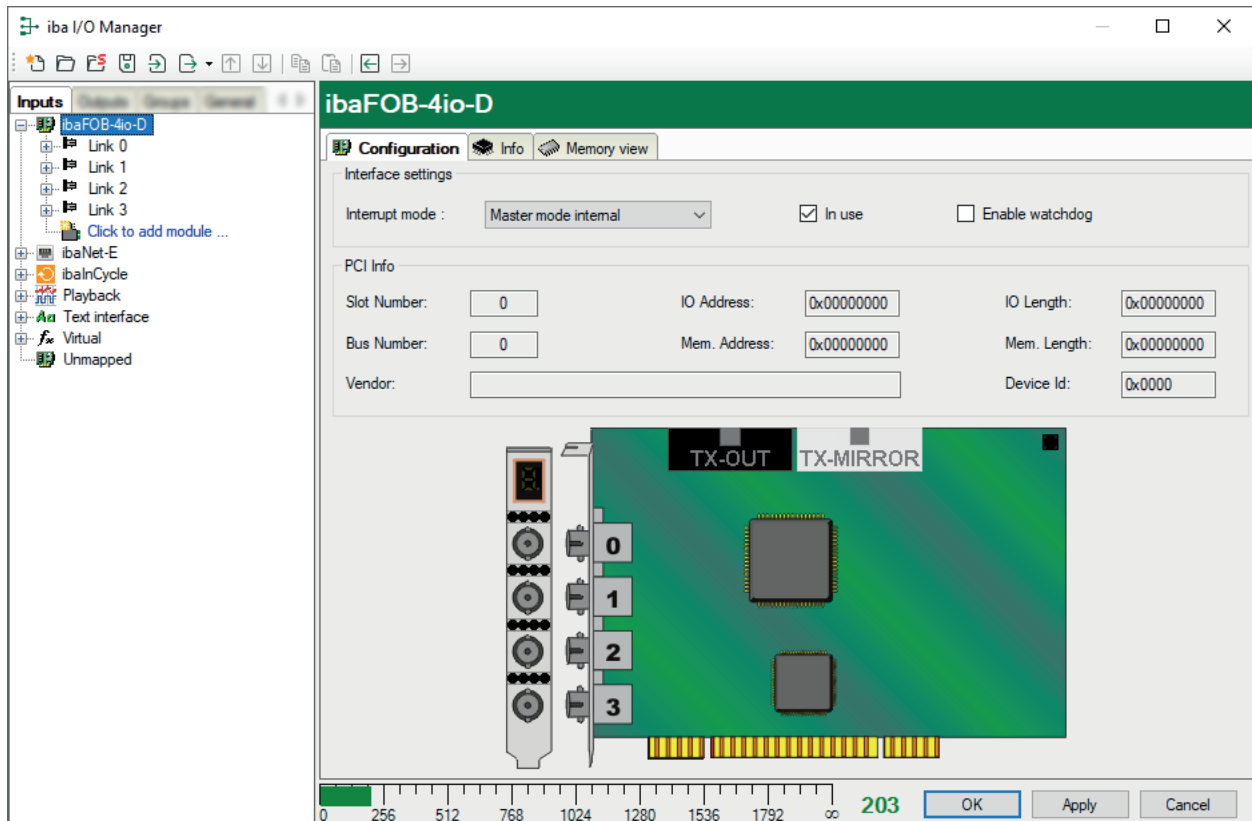 iba I/O Manager
Inputs
ibaFOB-4io-D
Link 0
Link 1
Link 2
Link 3
Click to add module ...
ibaNet-E
ibaInCycle
Playback
Text interface
Virtual
Unmapped
ibaFOB-4io-D
Configuration Info Memory view
Interface settings
Interrupt mode : Master mode internal In use Enable watchdog
PCI Info
Slot Number: 0 IO Address: 0x00000000 IO Length: 0x00000000
Bus Number: 0 Mem. Address: 0x00000000 Mem. Length: 0x00000000
Vendor: Device Id: 0x0000
TX-OUT TX-MIRROR
0
1
2
3
0 256 512 768 1024 1280 1536 1792 ∞ 203 OK Apply Cancel